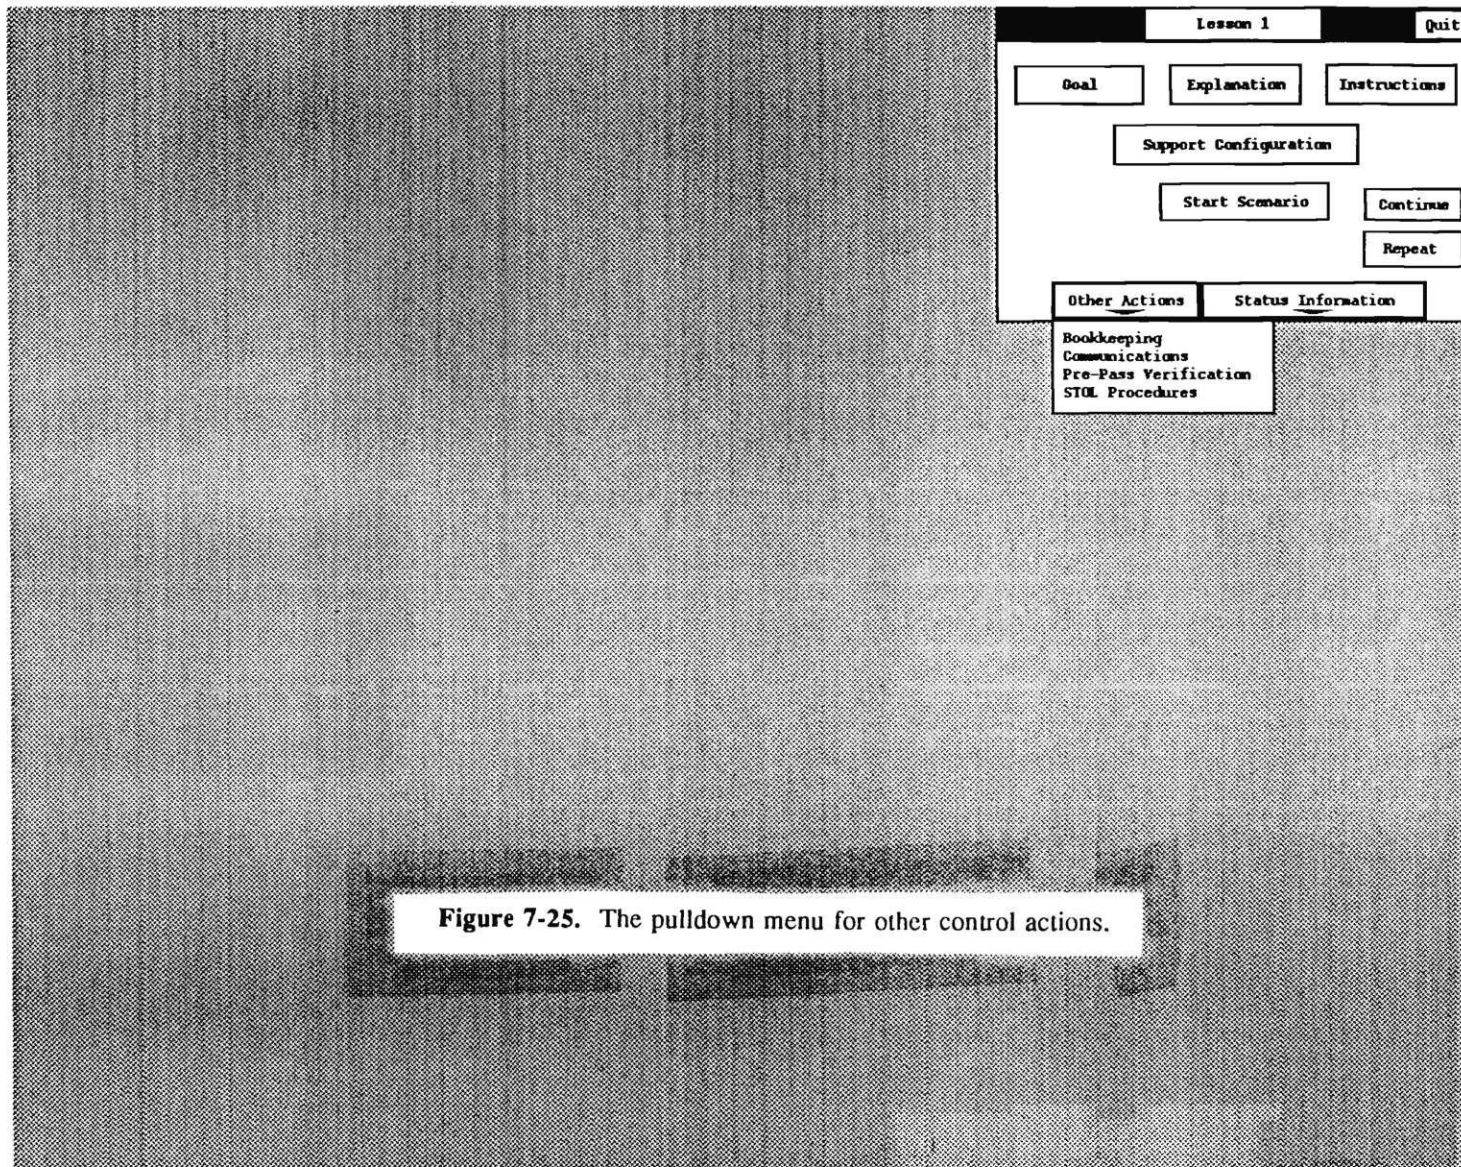 Lesson 1 Quit
Goal Explanation Instructions
Support Configuration
Start Scenario Continue
Repeat
Other Actions Status Information
Bookkeeping
Communications
Pre-Pass Verification
STOL Procedures
Figure 7-25. The pulldown menu for other control actions.